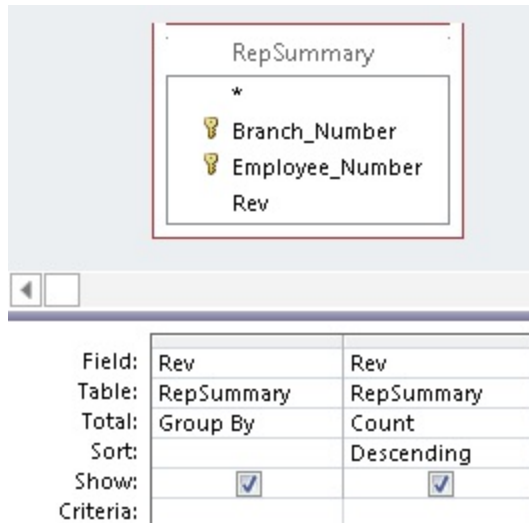 RepSummary
*
Branch_Number
Employee_Number
Rev
Field: Rev Rev
Table: RepSummary RepSummary
Total: Group By Count
Sort: Descending
Show:
Criteria: